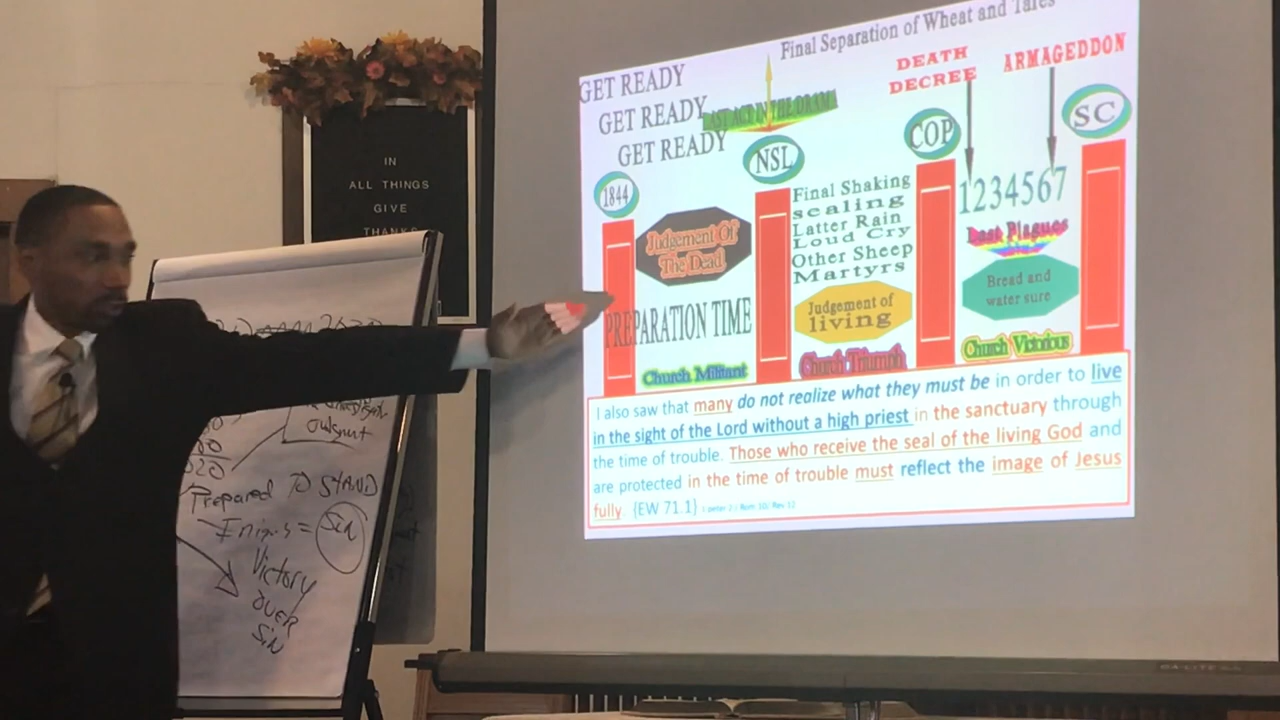 IN
ALL THINGS
GIVE
THANKS
Final Separation of Wheat and Tares
GET READY
GET READY
GET READY
LAST ACT IN THE DRAMA
DEATH
DECREE
ARMAGEDDON
1844
NSL
COP
SC
Judgement Of
The Dead
PREPARATION TIME
Church Militant
Final Shaking
scaling
Latter Rain
Loud Cry
Other Sheep
Martyrs
Judgement of
living
Church Triumph
1234567
Last Plagues
Bread and
water sure
Church Victorious
I also saw that many do not realize what they must be in order to live
in the sight of the Lord without a high priest in the sanctuary through
the time of trouble. Those who receive the seal of the living God and
are protected in the time of trouble must reflect the image of Jesus
fully. {EW 71.1}
Prepared TO STAND
= Sin
Victory
over
Sin